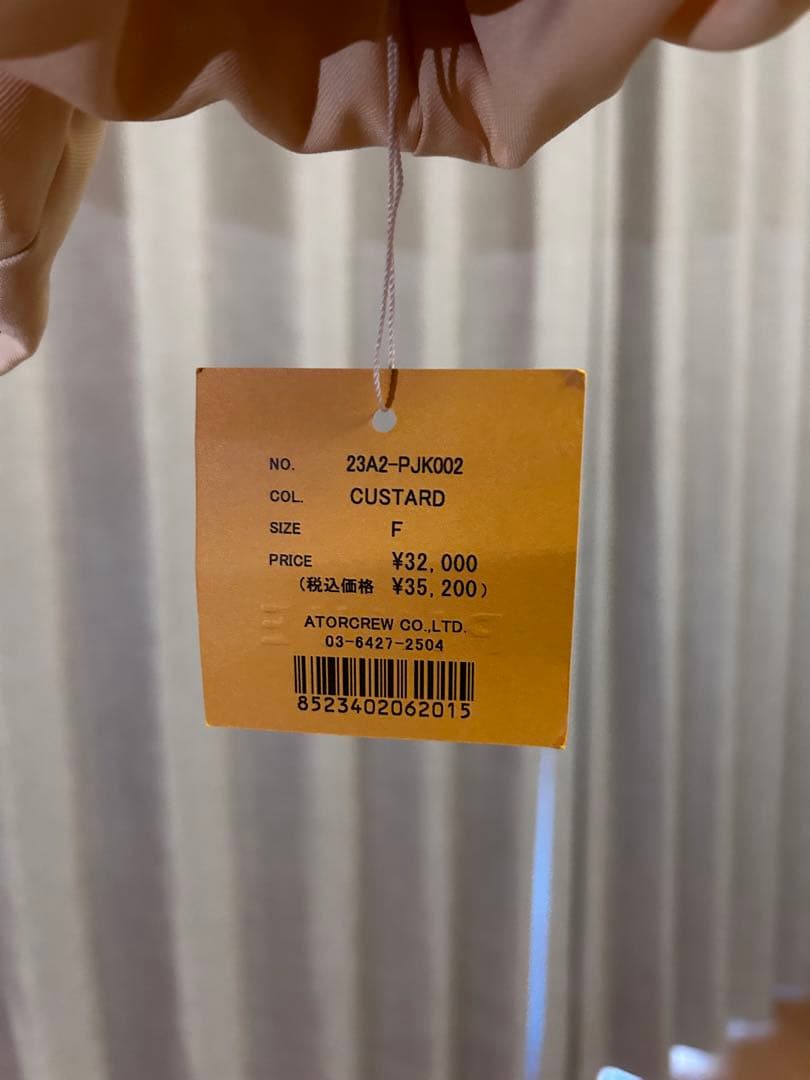 NO. 23A2-PJK002
COL. CUSTARD
SIZE F
PRICE ¥32,000
(税込価格 ¥35,200)
ATORCREW CO.,LTD.
03-6427-2504
8523402062015